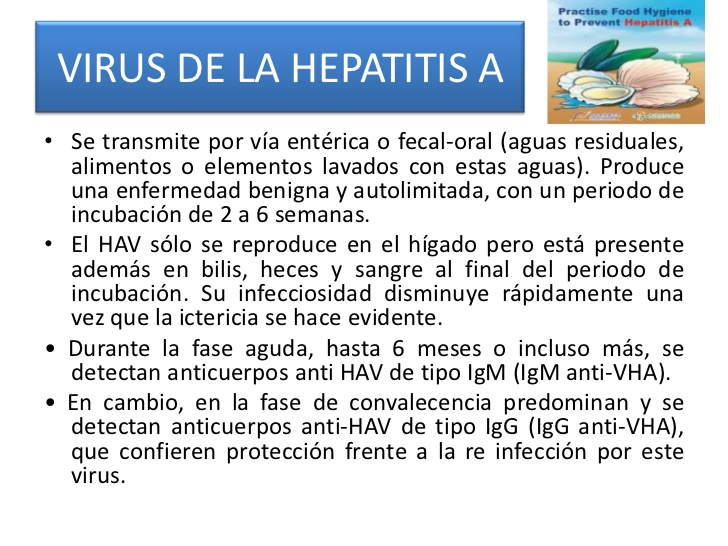 Practise Food Hygiene
to Prevent Hepatitis A
VIRUS DE LA HEPATITIS A
• Se transmite por vía entérica o fecal-oral (aguas residuales,
alimentos o elementos lavados con estas aguas). Produce
una enfermedad benigna y autolimitada, con un periodo de
incubación de 2 a 6 semanas.
• El HAV sólo se reproduce en el hígado pero está presente
además en bilis, heces y sangre al final del periodo de
incubación. Su infecciosidad disminuye rápidamente una
vez que la ictericia se hace evidente.
• Durante la fase aguda, hasta 6 meses o incluso más, se
detectan anticuerpos anti HAV de tipo IgM (IgM anti-VHA).
• En cambio, en la fase de convalecencia predominan y se
detectan anticuerpos anti-HAV de tipo IgG (IgG anti-VHA),
que confieren protección frente a la re infección por este
virus.